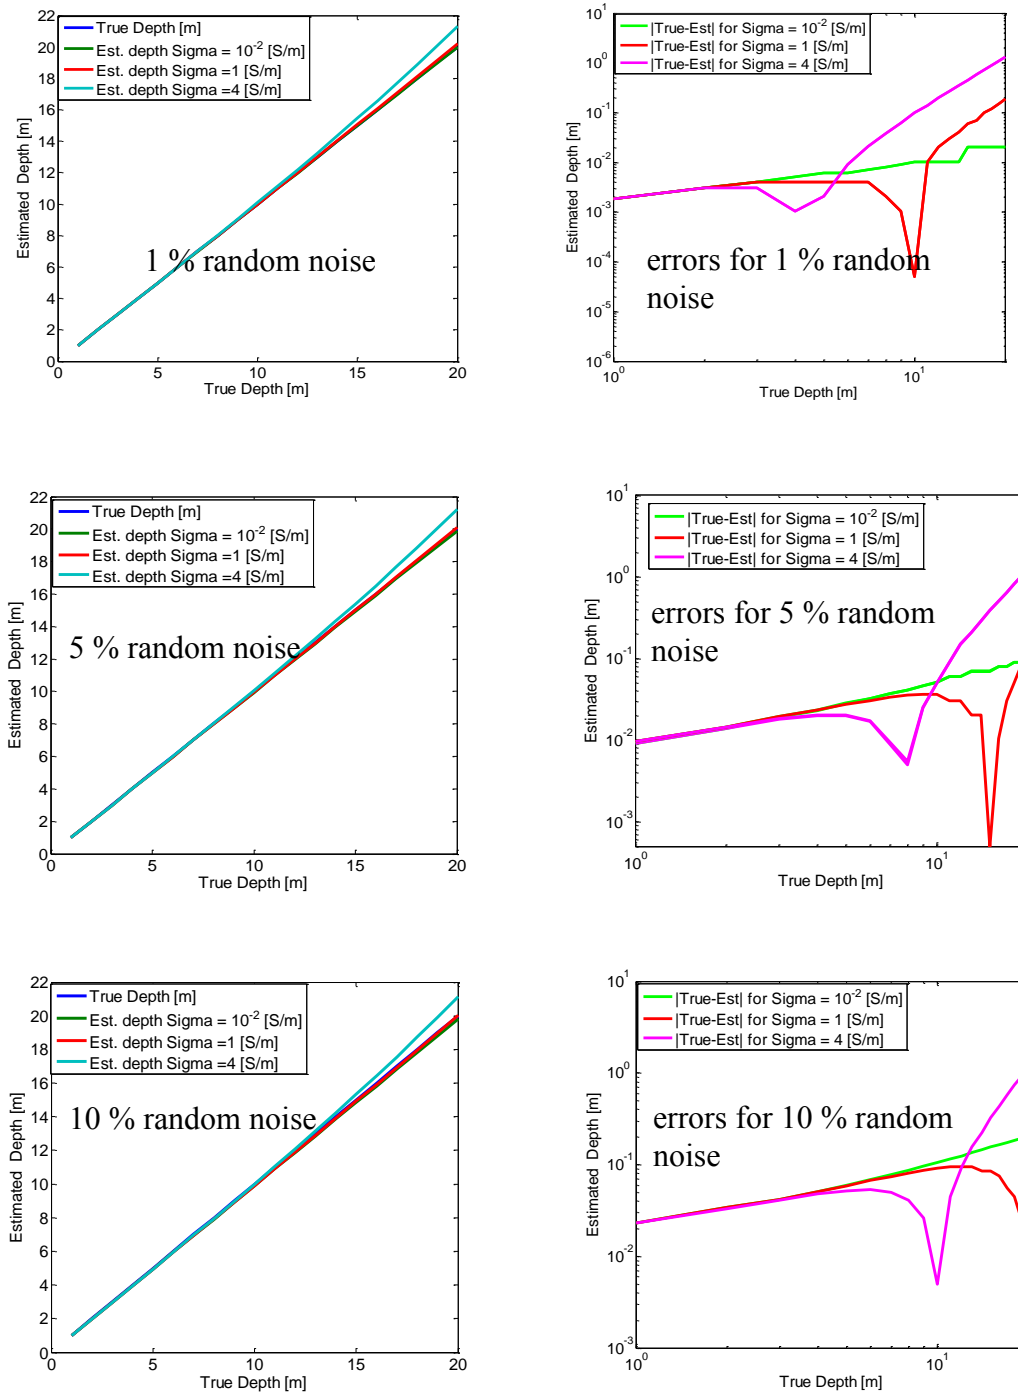 22
20
18
16
14
12
10
8
6
4
2
0
0
5
10
15
20
True Depth [m]
Estimated Depth [m]
True Depth [m]
Est. depth Sigma = 10⁻² [S/m]
Est. depth Sigma =1 [S/m]
Est. depth Sigma =4 [S/m]
1 % random noise
10¹
10⁰
10⁻¹
10⁻²
10⁻³
10⁻⁴
10⁻⁵
10⁻⁶
10⁰
10¹
True Depth [m]
Estimated Depth [m]
|True-Est| for Sigma = 10⁻² [S/m]
|True-Est| for Sigma = 1 [S/m]
|True-Est| for Sigma = 4 [S/m]
errors for 1 % random
noise
22
20
18
16
14
12
10
8
6
4
2
0
0
5
10
15
20
True Depth [m]
Estimated Depth [m]
True Depth [m]
Est. depth Sigma = 10⁻² [S/m]
Est. depth Sigma =1 [S/m]
Est. depth Sigma =4 [S/m]
5 % random noise
10¹
10⁰
10⁻¹
10⁻²
10⁻³
10⁰
10¹
True Depth [m]
Estimated Depth [m]
|True-Est| for Sigma = 10⁻² [S/m]
|True-Est| for Sigma = 1 [S/m]
|True-Est| for Sigma = 4 [S/m]
errors for 5 % random
noise
22
20
18
16
14
12
10
8
6
4
2
0
0
5
10
15
20
True Depth [m]
Estimated Depth [m]
True Depth [m]
Est. depth Sigma = 10⁻² [S/m]
Est. depth Sigma =1 [S/m]
Est. depth Sigma =4 [S/m]
10 % random noise
10¹
10⁰
10⁻¹
10⁻²
10⁻³
10⁰
10¹
True Depth [m]
Estimated Depth [m]
|True-Est| for Sigma = 10⁻² [S/m]
|True-Est| for Sigma = 1 [S/m]
|True-Est| for Sigma = 4 [S/m]
errors for 10 % random
noise